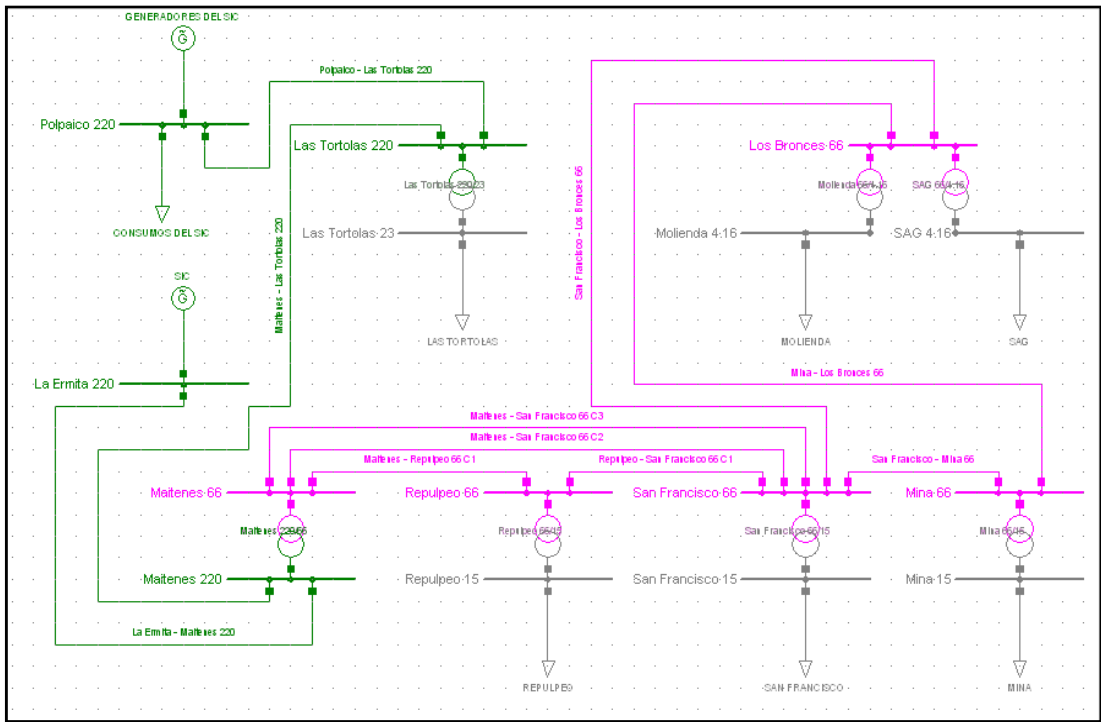 GENERADORES DEL SIC
G
Polpaico - Las Tortolas 220
Polpaico 220
Las Tortolas 220
Los Bronces 66
Las Tortolas 220/23
Molienda 66/4.16
SAG 66/4.16
CONSUMOS DEL SIC
Las Tortolas 23
Molienda 4.16
SAG 4.16
Maitenes - Las Tortolas 220
San Francisco - Los Bronces 66
SIC
G
LAS TORTOLAS
MOLIENDA
SAG
Mina - Los Bronces 66
La Ermita 220
Maitenes - San Francisco 66 C3
Maitenes - San Francisco 66 C2
Maitenes - Repulpeo 66 C1
Repulpeo - San Francisco 66 C1
San Francisco - Mina 66
Maitenes 66
Repulpeo 66
San Francisco 66
Mina 66
Maitenes 220/66
Repulpeo 66/15
San Francisco 66/15
Mina 66/15
Maitenes 220
Repulpeo 15
San Francisco 15
Mina 15
La Ermita - Maitenes 220
REPULPEO
SAN FRANCISCO
MINA